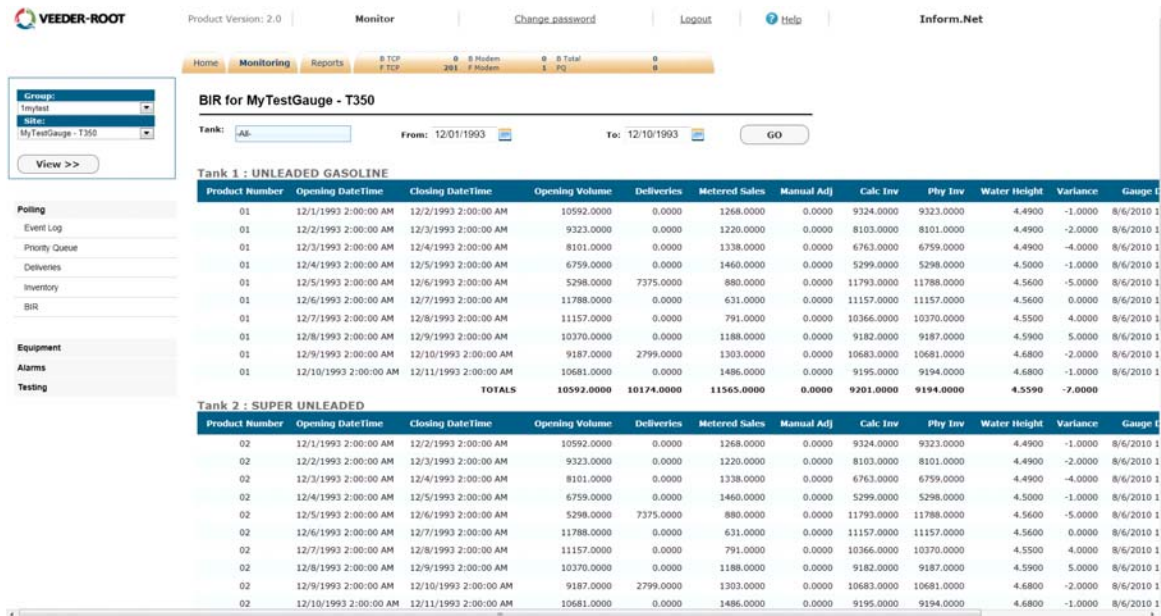 VEEDER-ROOT
Product Version: 2.0 Monitor Change password Logout Help Inform.Net
Home Monitoring Reports B TCP 0 B Modem 0 B Total 0
F TCP 201 F Modem 1 PQ 0
Group:
1mytest
Site:
MyTestGauge - T350
View >>
Polling
Event Log
Priority Queue
Deliveries
Inventory
BIR
Equipment
Alarms
Testing
BIR for MyTestGauge - T350
Tank: -All- From: 12/01/1993 To: 12/10/1993 GO
Tank 1 : UNLEADED GASOLINE
Product Number Opening DateTime Closing DateTime Opening Volume Deliveries Metered Sales Manual Adj Calc Inv Phy Inv Water Height Variance Gauge
01 12/1/1993 2:00:00 AM 12/2/1993 2:00:00 AM 10592.0000 0.0000 1268.0000 0.0000 9324.0000 9323.0000 4.4900 -1.0000 8/6/2010 1
01 12/2/1993 2:00:00 AM 12/3/1993 2:00:00 AM 9323.0000 0.0000 1220.0000 0.0000 8103.0000 8101.0000 4.4900 -2.0000 8/6/2010 1
01 12/3/1993 2:00:00 AM 12/4/1993 2:00:00 AM 8101.0000 0.0000 1338.0000 0.0000 6763.0000 6759.0000 4.4900 -4.0000 8/6/2010 1
01 12/4/1993 2:00:00 AM 12/5/1993 2:00:00 AM 6759.0000 0.0000 1460.0000 0.0000 5299.0000 5298.0000 4.5000 -1.0000 8/6/2010 1
01 12/5/1993 2:00:00 AM 12/6/1993 2:00:00 AM 5298.0000 7375.0000 880.0000 0.0000 11793.0000 11788.0000 4.5600 -5.0000 8/6/2010 1
01 12/6/1993 2:00:00 AM 12/7/1993 2:00:00 AM 11788.0000 0.0000 631.0000 0.0000 11157.0000 11157.0000 4.5600 0.0000 8/6/2010 1
01 12/7/1993 2:00:00 AM 12/8/1993 2:00:00 AM 11157.0000 0.0000 791.0000 0.0000 10366.0000 10370.0000 4.5500 4.0000 8/6/2010 1
01 12/8/1993 2:00:00 AM 12/9/1993 2:00:00 AM 10370.0000 0.0000 1188.0000 0.0000 9182.0000 9187.0000 4.5900 5.0000 8/6/2010 1
01 12/9/1993 2:00:00 AM 12/10/1993 2:00:00 AM 9187.0000 2799.0000 1303.0000 0.0000 10683.0000 10681.0000 4.6800 -2.0000 8/6/2010 1
01 12/10/1993 2:00:00 AM 12/11/1993 2:00:00 AM 10681.0000 0.0000 1486.0000 0.0000 9195.0000 9194.0000 4.6800 -1.0000 8/6/2010 1
TOTALS 10592.0000 10174.0000 11565.0000 0.0000 9201.0000 9194.0000 4.5590 -7.0000
Tank 2 : SUPER UNLEADED
Product Number Opening DateTime Closing DateTime Opening Volume Deliveries Metered Sales Manual Adj Calc Inv Phy Inv Water Height Variance Gauge
02 12/1/1993 2:00:00 AM 12/2/1993 2:00:00 AM 10592.0000 0.0000 1268.0000 0.0000 9324.0000 9323.0000 4.4900 -1.0000 8/6/2010 1
02 12/2/1993 2:00:00 AM 12/3/1993 2:00:00 AM 9323.0000 0.0000 1220.0000 0.0000 8103.0000 8101.0000 4.4900 -2.0000 8/6/2010 1
02 12/3/1993 2:00:00 AM 12/4/1993 2:00:00 AM 8101.0000 0.0000 1338.0000 0.0000 6763.0000 6759.0000 4.4900 -4.0000 8/6/2010 1
02 12/4/1993 2:00:00 AM 12/5/1993 2:00:00 AM 6759.0000 0.0000 1460.0000 0.0000 5299.0000 5298.0000 4.5000 -1.0000 8/6/2010 1
02 12/5/1993 2:00:00 AM 12/6/1993 2:00:00 AM 5298.0000 7375.0000 880.0000 0.0000 11793.0000 11788.0000 4.5600 -5.0000 8/6/2010 1
02 12/6/1993 2:00:00 AM 12/7/1993 2:00:00 AM 11788.0000 0.0000 631.0000 0.0000 11157.0000 11157.0000 4.5600 0.0000 8/6/2010 1
02 12/7/1993 2:00:00 AM 12/8/1993 2:00:00 AM 11157.0000 0.0000 791.0000 0.0000 10366.0000 10370.0000 4.5500 4.0000 8/6/2010 1
02 12/8/1993 2:00:00 AM 12/9/1993 2:00:00 AM 10370.0000 0.0000 1188.0000 0.0000 9182.0000 9187.0000 4.5900 5.0000 8/6/2010 1
02 12/9/1993 2:00:00 AM 12/10/1993 2:00:00 AM 9187.0000 2799.0000 1303.0000 0.0000 10683.0000 10681.0000 4.6800 -2.0000 8/6/2010 1
02 12/10/1993 2:00:00 AM 12/11/1993 2:00:00 AM 10681.0000 0.0000 1486.0000 0.0000 9195.0000 9194.0000 4.6800 -1.0000 8/6/2010 1